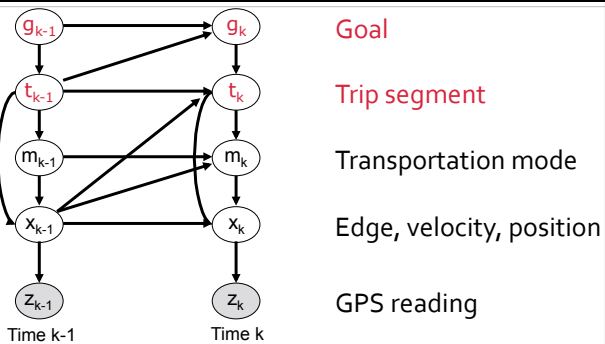 g_{k-1} g_k Goal
t_{k-1} t_k Trip segment
m_{k-1} m_k Transportation mode
x_{k-1} x_k Edge, velocity, position
z_{k-1} z_k GPS reading
Time k-1 Time k